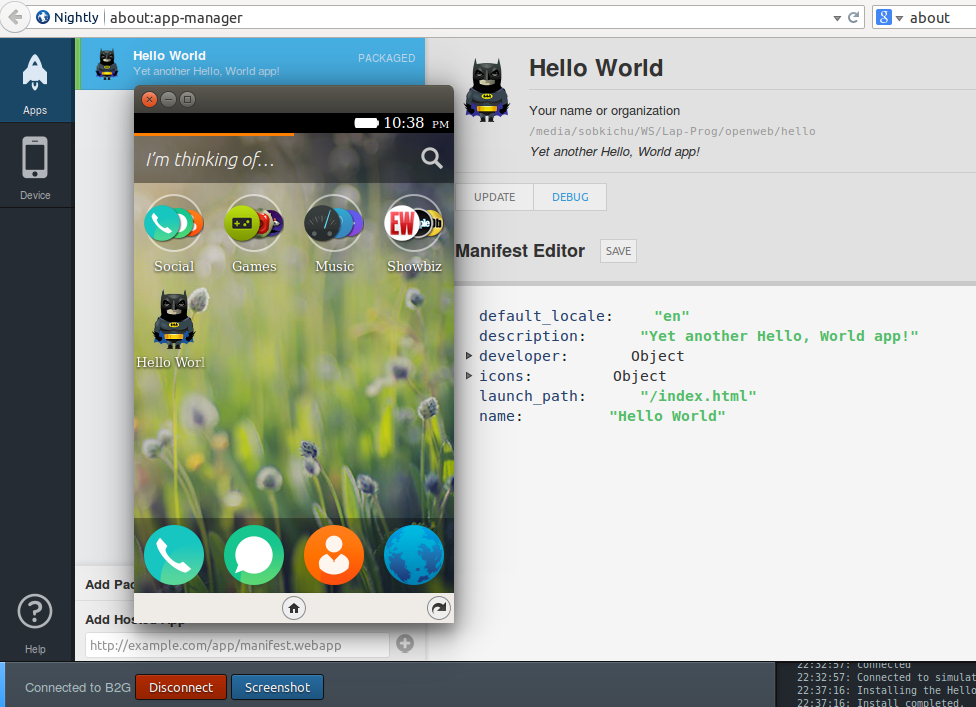 Nightly about:app-manager
8 about
Apps
Device
Help
Hello World
Yet another Hello, World app!
PACKAGED
10:38 PM
I'm thinking of...
EW
Social Games Music Showbiz
Hello Worl
Add Pac
Add Hosted App
http://example.com/app/manifest.webapp
Hello World
Your name or organization
/media/sobkichu/WS/Lap-Prog/openweb/hello
Yet another Hello, World app!
UPDATE DEBUG
Manifest Editor SAVE
default_locale: "en"
description: "Yet another Hello, World app!"
developer: Object
icons: Object
launch_path: "/index.html"
name: "Hello World"
Connected to B2G Disconnect Screenshot
22:32:57: Connected
22:32:57: Connected to simulat
22:37:16: Installing the Hello
22:37:16: Install completed.